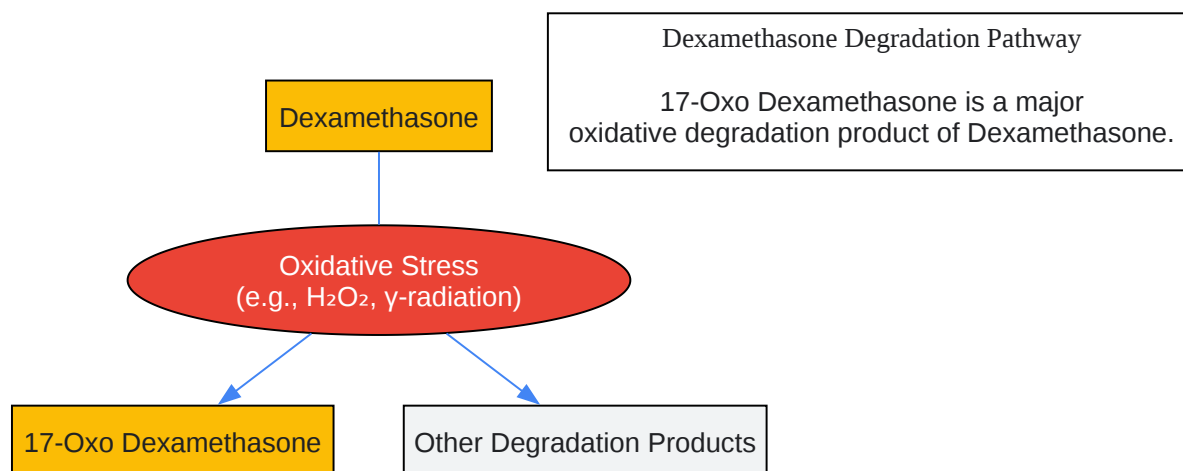 Dexamethasone Degradation Pathway
17-Oxo Dexamethasone is a major
oxidative degradation product of Dexamethasone.
Dexamethasone
Oxidative Stress
(e.g., H₂O₂, γ-radiation)
17-Oxo Dexamethasone
Other Degradation Products